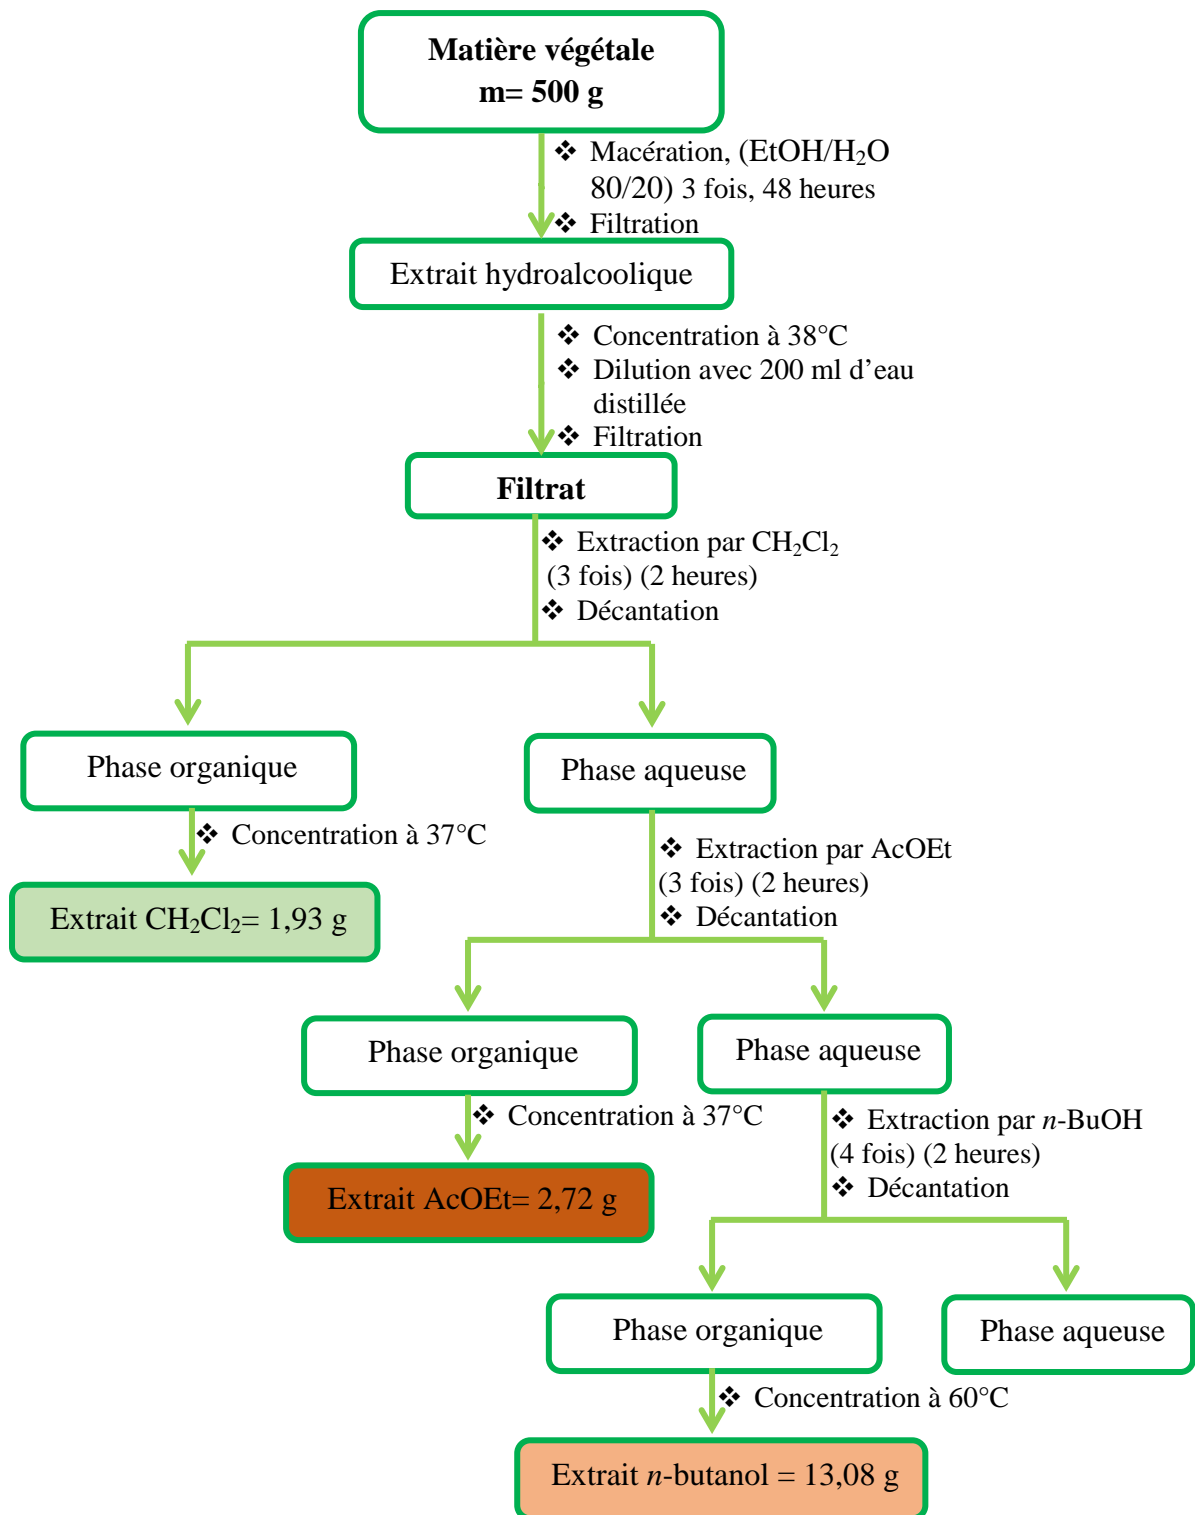 Matière végétale
m= 500 g
❖ Macération, (EtOH/H₂O
80/20) 3 fois, 48 heures
❖ Filtration
Extrait hydroalcoolique
❖ Concentration à 38°C
❖ Dilution avec 200 ml d’eau
distillée
❖ Filtration
Filtrat
❖ Extraction par CH₂Cl₂
(3 fois) (2 heures)
❖ Décantation
Phase organique
Phase aqueuse
❖ Concentration à 37°C
❖ Extraction par AcOEt
(3 fois) (2 heures)
❖ Décantation
Extrait CH₂Cl₂= 1,93 g
Phase organique
Phase aqueuse
❖ Concentration à 37°C
❖ Extraction par n-BuOH
(4 fois) (2 heures)
❖ Décantation
Extrait AcOEt= 2,72 g
Phase organique
Phase aqueuse
❖ Concentration à 60°C
Extrait n-butanol = 13,08 g